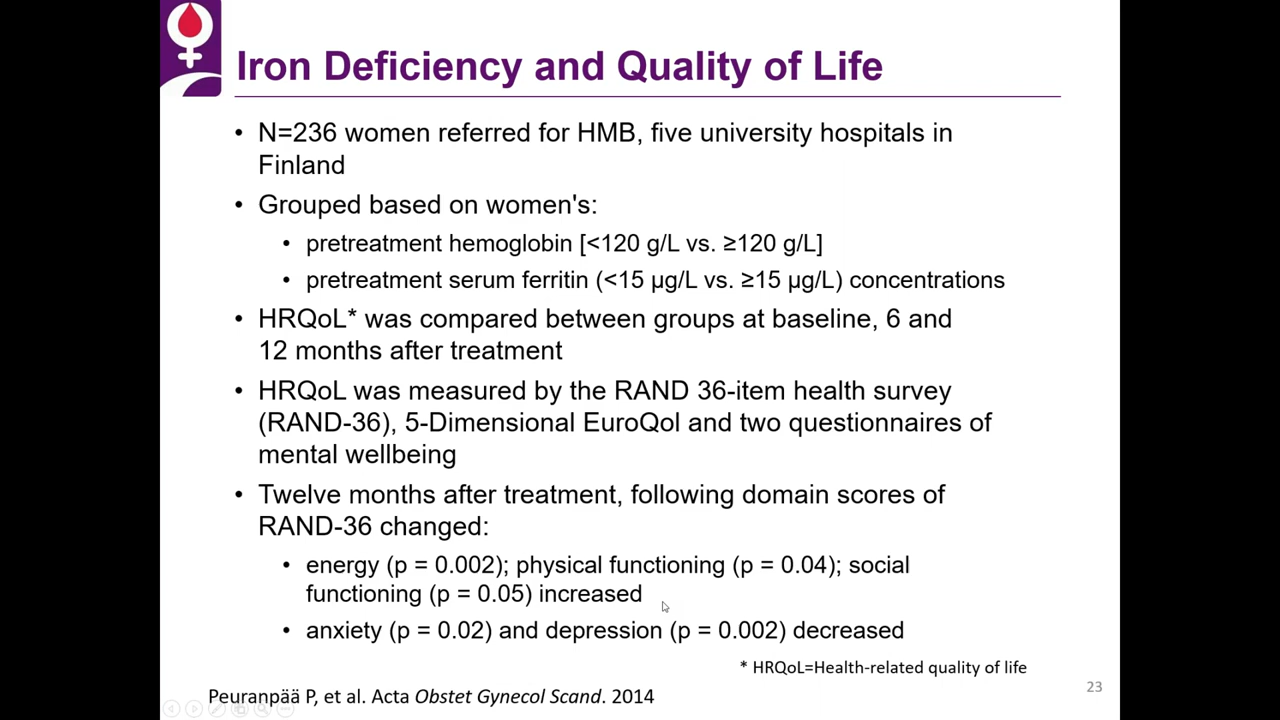 Iron Deficiency and Quality of Life
• N=236 women referred for HMB, five university hospitals in
Finland
• Grouped based on women's:
• pretreatment hemoglobin [<120 g/L vs. ≥120 g/L]
• pretreatment serum ferritin (<15 µg/L vs. ≥15 µg/L) concentrations
• HRQoL* was compared between groups at baseline, 6 and
12 months after treatment
• HRQoL was measured by the RAND 36-item health survey
(RAND-36), 5-Dimensional EuroQol and two questionnaires of
mental wellbeing
• Twelve months after treatment, following domain scores of
RAND-36 changed:
• energy (p = 0.002); physical functioning (p = 0.04); social
functioning (p = 0.05) increased
• anxiety (p = 0.02) and depression (p = 0.002) decreased
* HRQoL=Health-related quality of life
Peuranpää P, et al. Acta Obstet Gynecol Scand. 2014
23